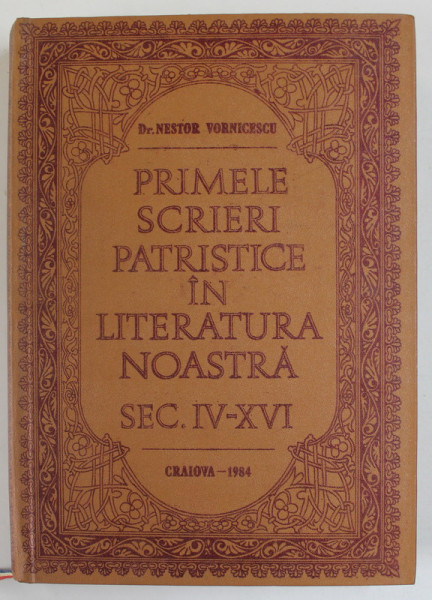 Dr. NESTOR VORNICESCU
PRIMELE
SCRIERI
PATRISTICE
ÎN
LITERATURA
NOASTRĂ
SEC. IV-XVI
CRAIOVA — 1984